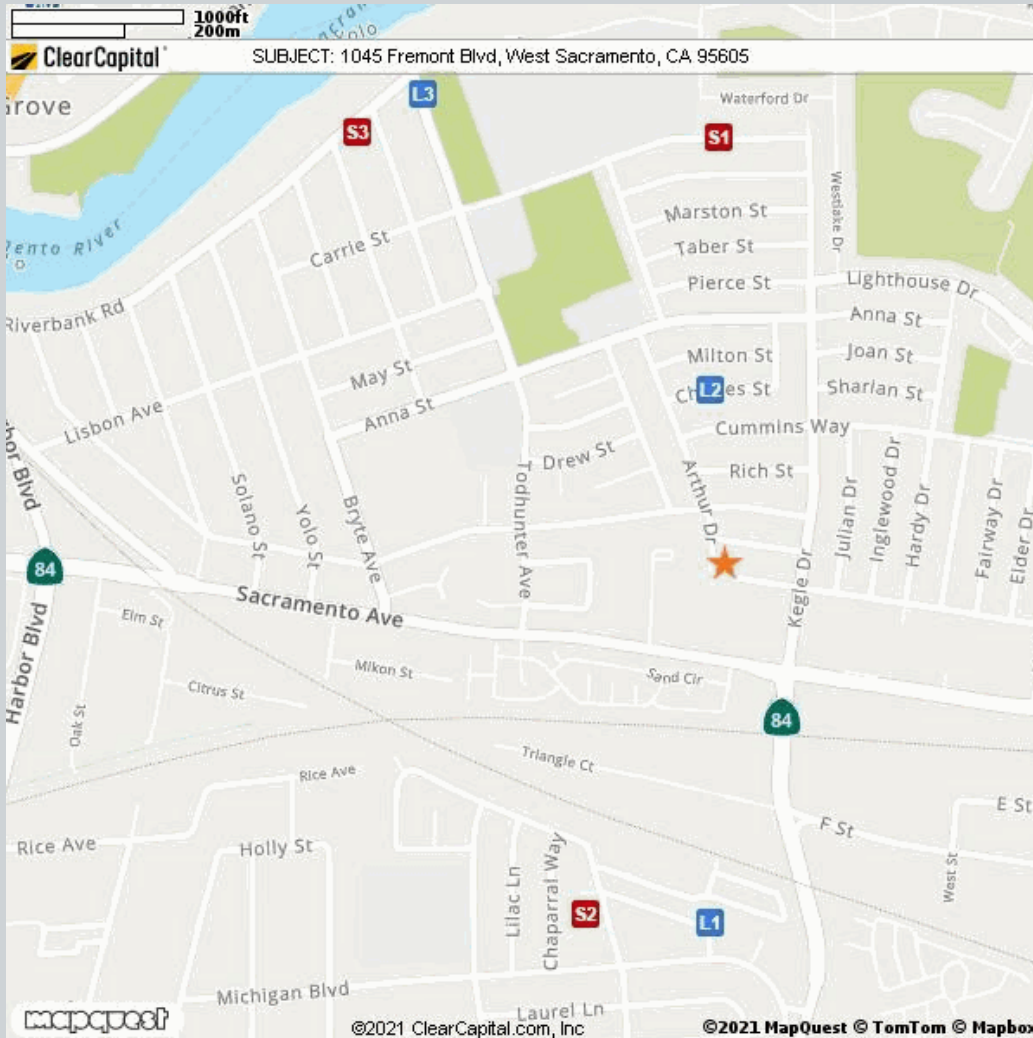 1000ft
200m
ClearCapital
SUBJECT: 1045 Fremont Blvd, West Sacramento, CA 95605
Grove
L3
Waterford Dr
S3
S1
Westlake Dr
Marston St
Carrie St
Taber St
Pierce St
Lighthouse Dr
Riverbank Rd
Anna St
Milton St
Joan St
May St
L2
Sharlan St
Lisbon Ave
Anna St
Cummins Way
Drew St
Rich St
Arthur Dr
Todhunter Ave
Solano St
Yolo St
Bryte Ave
Julian Dr
Inglewood Dr
Hardy Dr
Fairway Dr
Elder Dr
84
Kegle Dr
Sacramento Ave
Elm St
Harbor Blvd
Mikon St
Sand Cir
Citrus St
Oak St
84
Triangle Ct
Rice Ave
E St
F St
Rice Ave
Holly St
West St
Lilac Ln
Chaparral Way
S2
L1
Michigan Blvd
Laurel Ln
mapquest
©2021 ClearCapital.com, Inc
©2021 MapQuest © TomTom © Mapbox